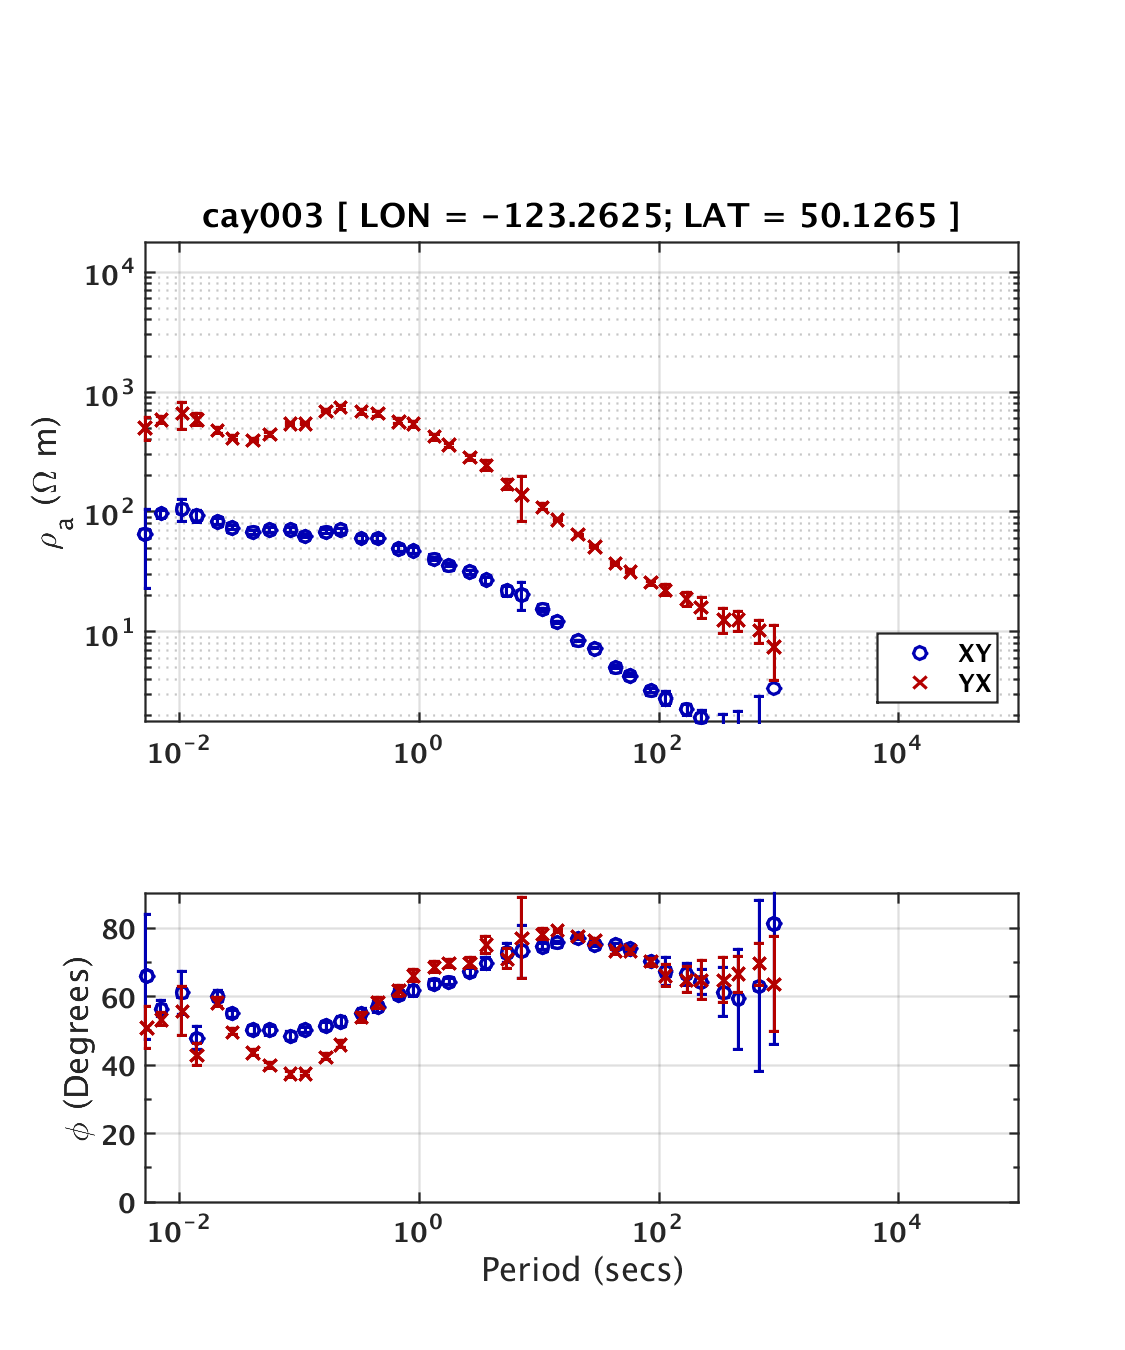 cay003 [ LON = -123.2625; LAT = 50.1265 ]
ρa (Ω m)
10^4
10^3
10^2
10^1
XY
YX
10^-2 10^0 10^2 10^4
ϕ (Degrees)
80
60
40
20
0
10^-2 10^0 10^2 10^4
Period (secs)